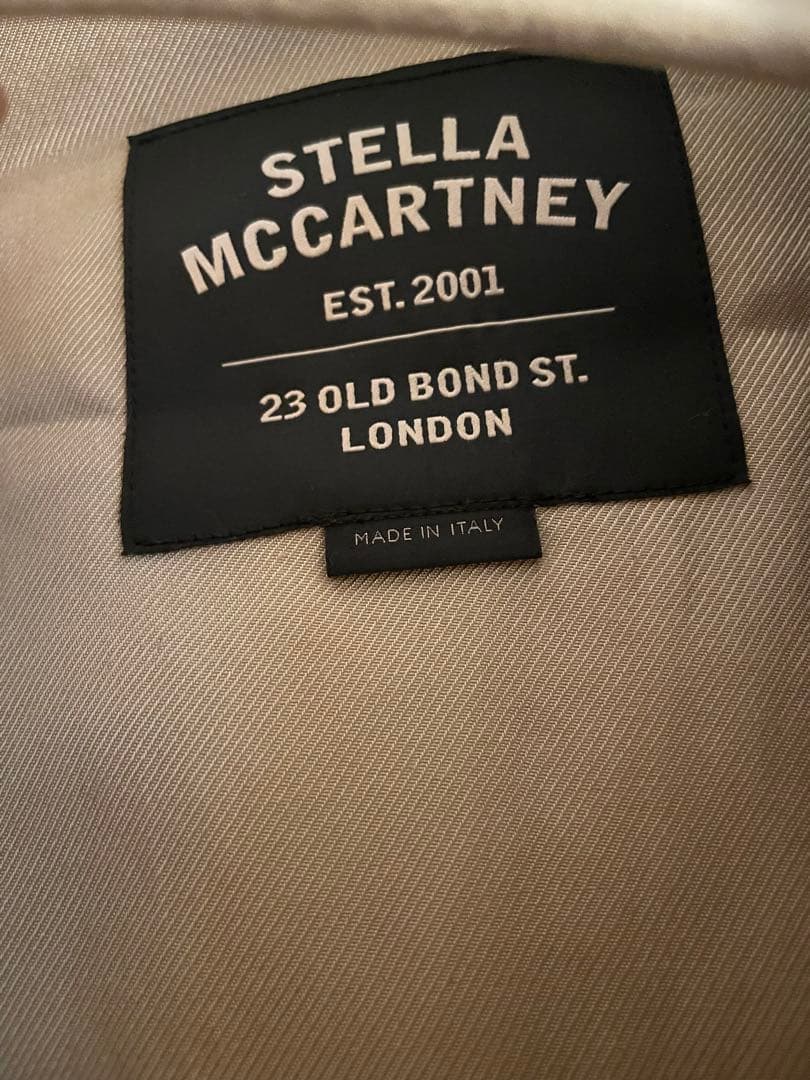 STELLA
MCCARTNEY
EST. 2001
23 OLD BOND ST.
LONDON
MADE IN ITALY